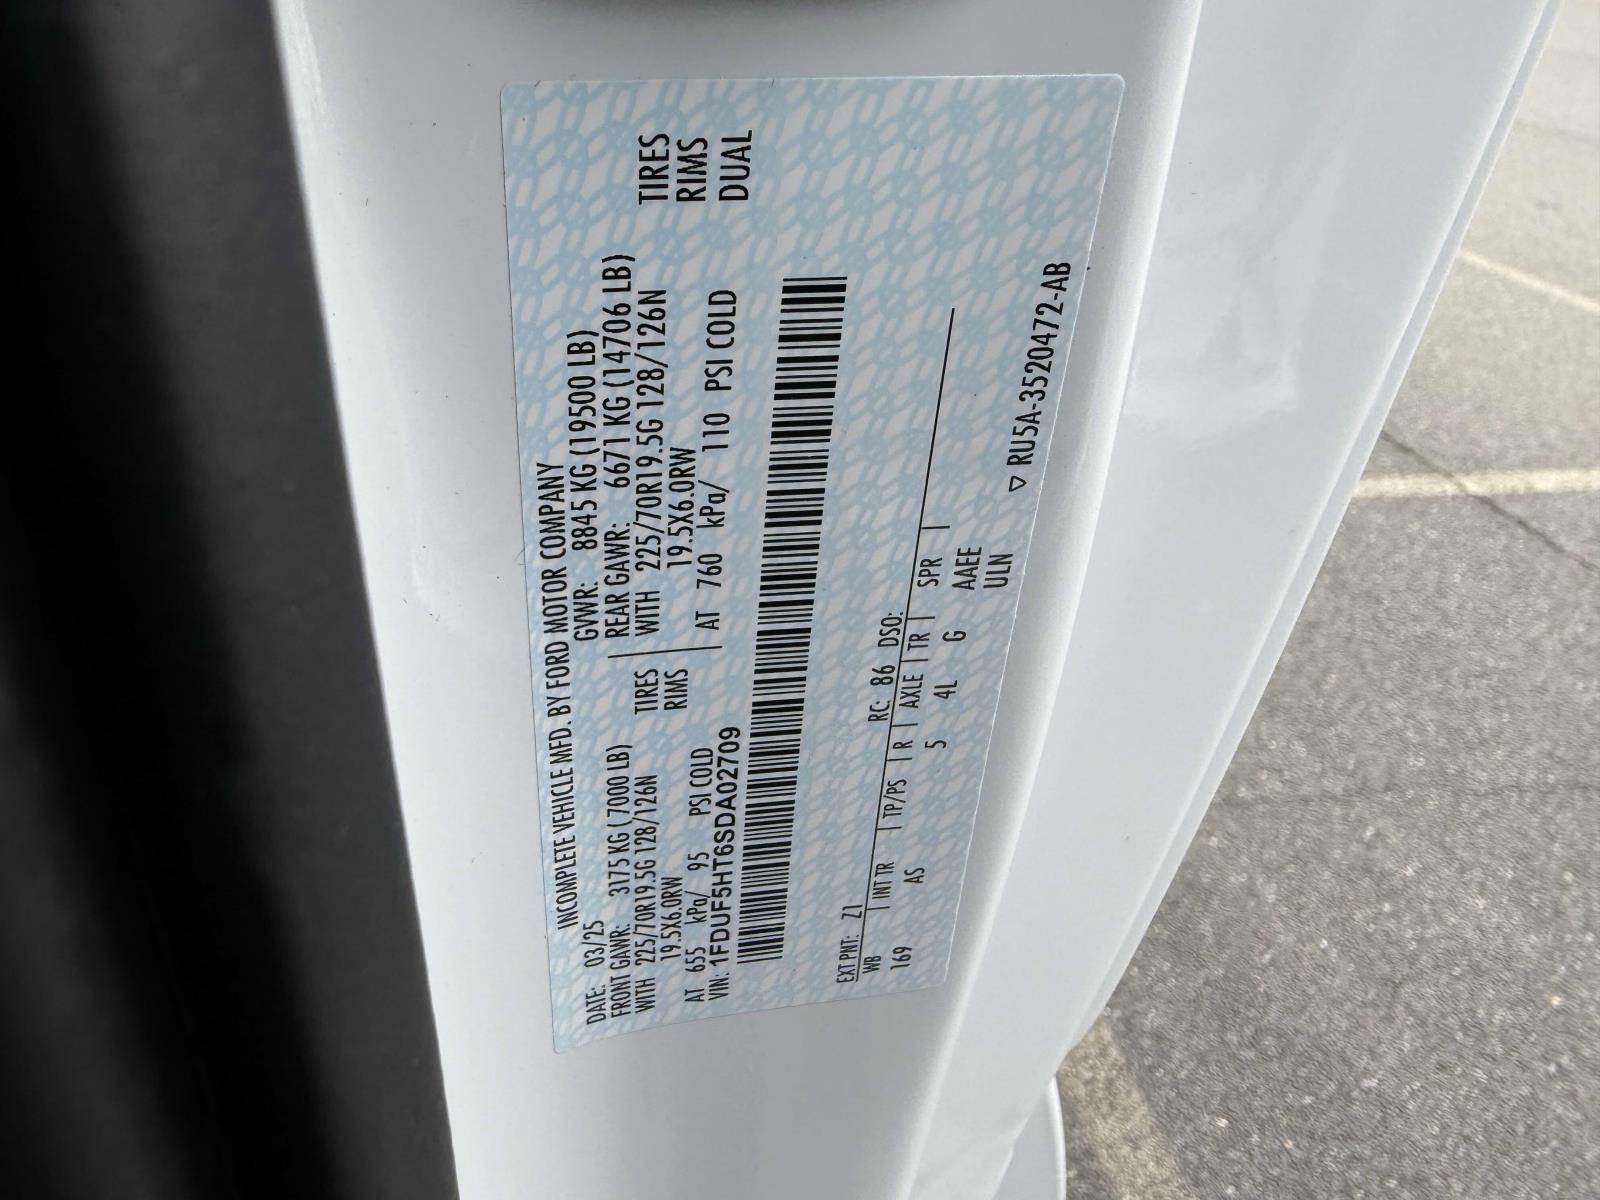 INCOMPLETE VEHICLE MFD. BY FORD MOTOR COMPANY
DATE: 03/25 GVWR: 8845 KG (19500 LB)
FRONT GAWR: 3175 KG (7000 LB) REAR GAWR: 6671 KG (14706 LB)
WITH 225/70R19.5G 128/126N TIRES WITH 225/70R19.5G 128/126N TIRES
19.5X6.0RW RIMS 19.5X6.0RW RIMS
AT 655 kPa/ 95 PSI COLD AT 760 kPa/ 110 PSI COLD DUAL
VIN: 1FDUF5HT6SDA02709
EXT PNT: Z1 RC: 86 DSO:
WB | INT TR | TP/PS | R | AXLE | TR | SPR |
169 AS 5 4L G AAEE
ULN
▽ RU5A-3520472-AB